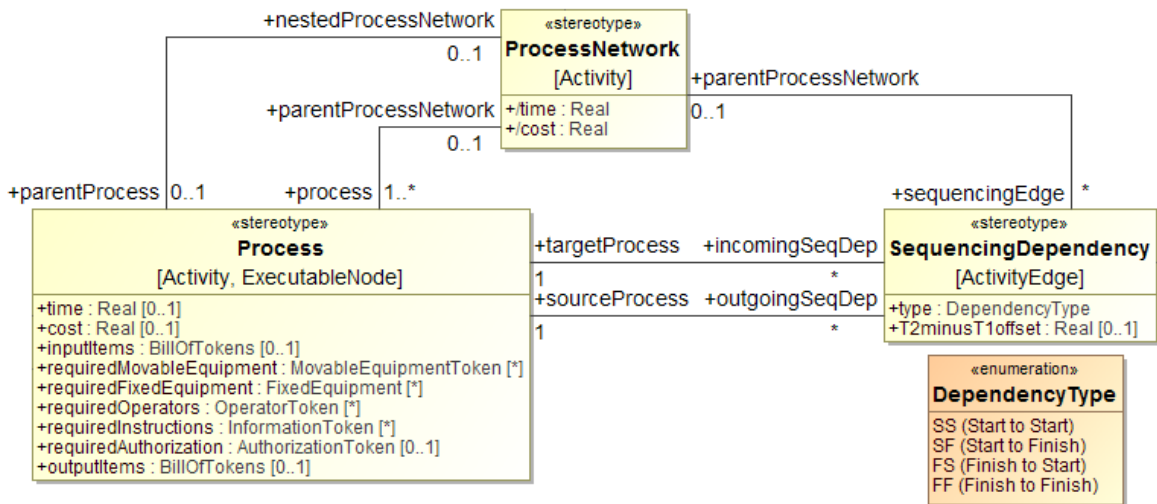 +nestedProcessNetwork
0..1
«stereotype»
ProcessNetwork
[Activity]
+/time : Real
+/cost : Real
+parentProcessNetwork
0..1
+parentProcessNetwork
0..1
+parentProcess
0..1
+process
1..*
+sequencingEdge
*
«stereotype»
Process
[Activity, ExecutableNode]
+time : Real [0..1]
+cost : Real [0..1]
+inputItems : BillOfTokens [0..1]
+requiredMovableEquipment : MovableEquipmentToken [*]
+requiredFixedEquipment : FixedEquipment [*]
+requiredOperators : OperatorToken [*]
+requiredInstructions : InformationToken [*]
+requiredAuthorization : AuthorizationToken [0..1]
+outputItems : BillOfTokens [0..1]
+targetProcess
1
+incomingSeqDep
*
+sourceProcess
1
+outgoingSeqDep
*
«stereotype»
SequencingDependency
[ActivityEdge]
+type : DependencyType
+T2minusT1offset : Real [0..1]
«enumeration»
DependencyType
SS (Start to Start)
SF (Start to Finish)
FS (Finish to Start)
FF (Finish to Finish)